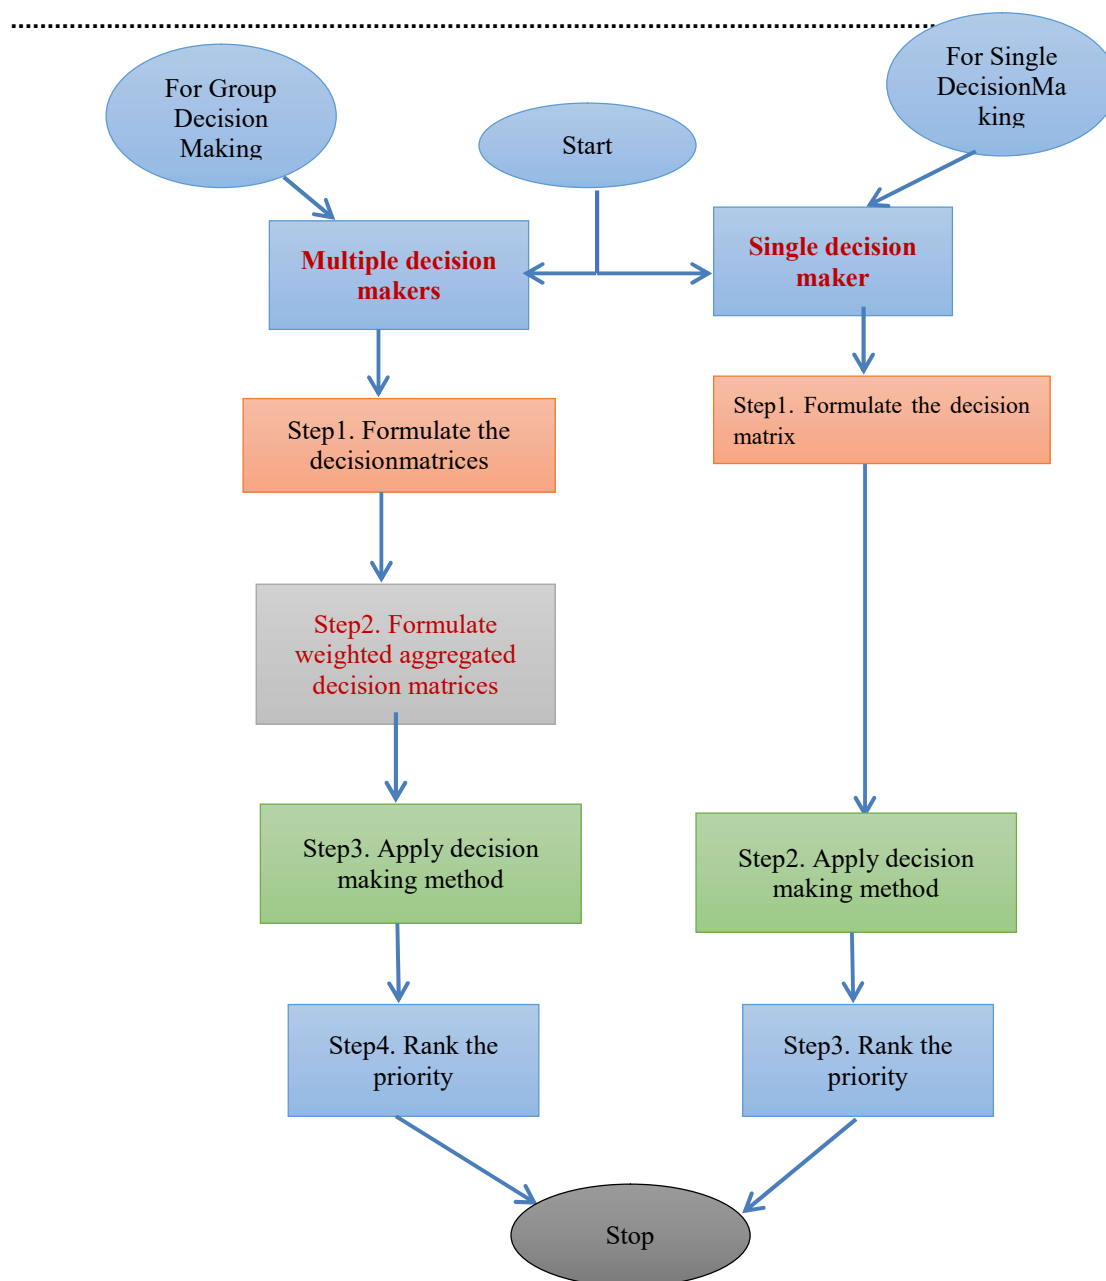 For Group
Decision
Making
Start
For Single
DecisionMa
king
Multiple decision
makers
Single decision
maker
Step1. Formulate the
decisionmatrices
Step1. Formulate the decision
matrix
Step2. Formulate
weighted aggregated
decision matrices
Step3. Apply decision
making method
Step2. Apply decision
making method
Step4. Rank the
priority
Step3. Rank the
priority
Stop